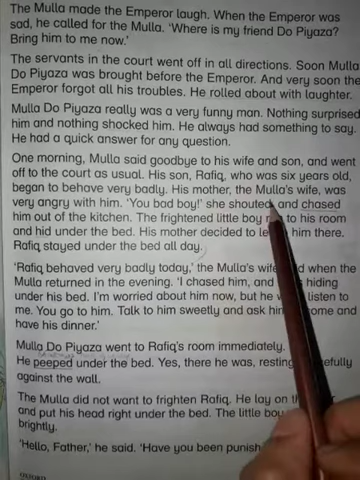 The Mulla made the Emperor laugh. When the Emperor was
sad, he called for the Mulla. 'Where is my friend Do Piyaza?
Bring him to me now.'
The servants in the court went off in all directions. Soon Mulla
Do Piyaza was brought before the Emperor. And very soon the
Emperor forgot all his troubles. He rolled about with laughter.
Mulla Do Piyaza really was a very funny man. Nothing surprised
him and nothing shocked him. He always had something to say.
He had a quick answer for any question.
One morning, Mulla said goodbye to his wife and son, and went
off to the court as usual. His son, Rafiq, who was six years old,
began to behave very badly. His mother, the Mulla's wife, was
very angry with him. 'You bad boy!' she shouted and chased
him out of the kitchen. The frightened little boy to his room
and hid under the bed. His mother decided to him there.
Rafiq stayed under the bed all day.
'Rafiq behaved very badly today,' the Mulla's wife when the
Mulla returned in the evening. 'I chased him, and hiding
under his bed. I'm worried about him now, but he listen to
me. You go to him. Talk to him sweetly and ask him and
have his dinner.'
Mulla Do Piyaza went to Rafiq's room immediately.
He peeped under the bed. Yes, there he was, resting
against the wall.
The Mulla did not want to frighten Rafiq. He lay on
and put his head right under the bed. The little boy
brightly.
'Hello, Father,' he said. 'Have you been
OXFORD